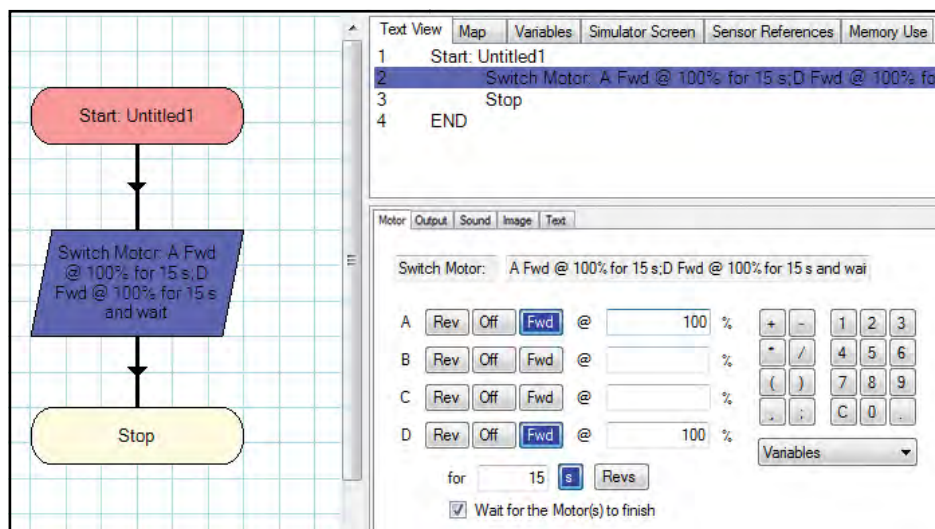 Start: Untitled1
Switch Motor: A Fwd
@ 100% for 15 s;D
Fwd @ 100% for 15 s
and wait
Stop
Text View Map Variables Simulator Screen Sensor References Memory Use
1 Start: Untitled1
2 Switch Motor: A Fwd @ 100% for 15 s;D Fwd @ 100% fo
3 Stop
4 END
Motor Output Sound Image Text
Switch Motor: A Fwd @ 100% for 15 s;D Fwd @ 100% for 15 s and wai
A Rev Off Fwd @ 100 % + - 1 2 3
B Rev Off Fwd @ % * / 4 5 6
C Rev Off Fwd @ % ( ) 7 8 9
, ; C 0 .
D Rev Off Fwd @ 100 %
Variables
for 15 s Revs
Wait for the Motor(s) to finish